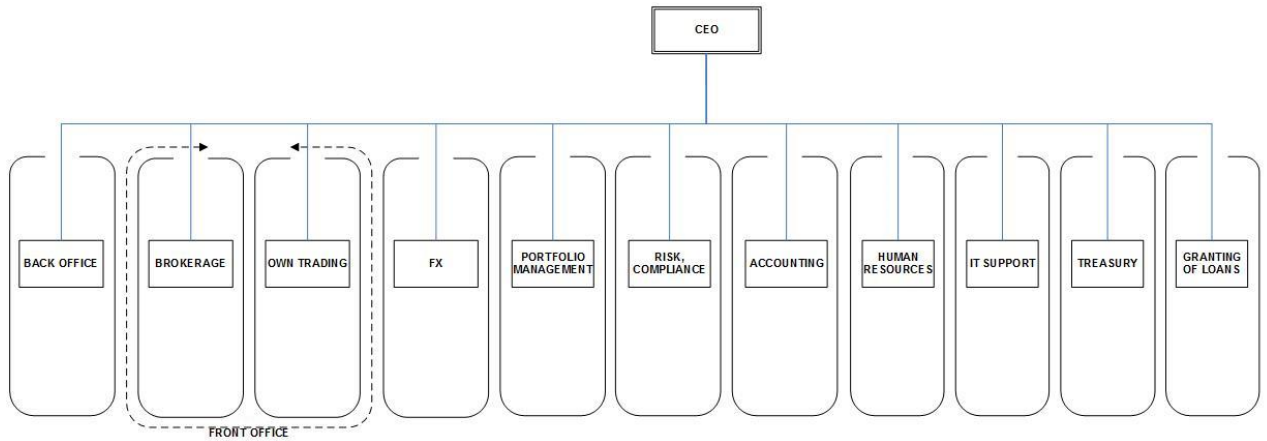 CEO
BACK OFFICE
BROKERAGE
OWN TRADING
FX
PORTFOLIO
MANAGEMENT
RISK,
COMPLIANCE
ACCOUNTING
HUMAN
RESOURCES
IT SUPPORT
TREASURY
GRANTING
OF LOANS
FRONT OFFICE